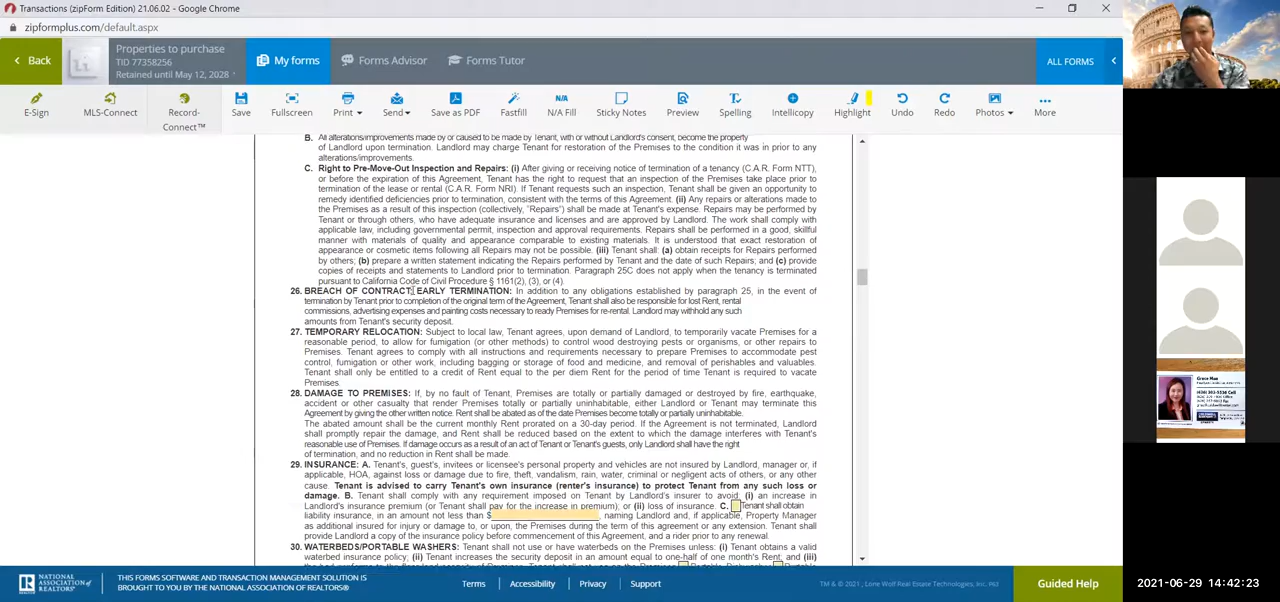 Transactions (zipForm Edition) 21.06.02 - Google Chrome
zipformplus.com/default.aspx
Back
Properties to purchase
TID 77358256
Retained until May 12, 2028
My forms
Forms Advisor
Forms Tutor
ALL FORMS
E-Sign
MLS-Connect
Record-
Connect™
Save
Fullscreen
Print
Send
Save as PDF
Fastfill
N/A
N/A Fill
Sticky Notes
Preview
Spelling
Intellicopy
Highlight
Undo
Redo
Photos
More
B. All alterations/improvements made by or caused to be made by Tenant, with or without Landlord's consent, become the property
of Landlord upon termination. Landlord may charge Tenant for restoration of the Premises to the condition it was in prior to any
alterations/improvements.
C. Right to Pre-Move-Out Inspection and Repairs: (i) After giving or receiving notice of termination of a tenancy (C.A.R. Form NTT),
or before the expiration of this Agreement, Tenant has the right to request that an inspection of the Premises take place prior to
termination of the lease or rental (C.A.R. Form NRI). If Tenant requests such an inspection, Tenant shall be given an opportunity to
remedy identified deficiencies prior to termination, consistent with the terms of this Agreement. (ii) Any repairs or alterations made to
the Premises as a result of this inspection (collectively, "Repairs") shall be made at Tenant's expense. Repairs may be performed by
Tenant or through others, who have adequate insurance and licenses and are approved by Landlord. The work shall comply with
applicable law, including governmental permit, inspection and approval requirements. Repairs shall be performed in a good, skillful
manner with materials of quality and appearance comparable to existing materials. It is understood that exact restoration of
appearance or cosmetic items following all Repairs may not be possible. (iii) Tenant shall: (a) obtain receipts for Repairs performed
by others; (b) prepare a written statement indicating the Repairs performed by Tenant and the date of such Repairs; and (c) provide
copies of receipts and statements to Landlord prior to termination. Paragraph 25C does not apply when the tenancy is terminated
pursuant to California Code of Civil Procedure § 1161(2), (3), or (4).
26. BREACH OF CONTRACT; EARLY TERMINATION: In addition to any obligations established by paragraph 25, in the event of
termination by Tenant prior to completion of the original term of the Agreement, Tenant shall also be responsible for lost Rent, rental
commissions, advertising expenses and painting costs necessary to ready Premises for re-rental. Landlord may withhold any such
amounts from Tenant's security deposit.
27. TEMPORARY RELOCATION: Subject to local law, Tenant agrees, upon demand of Landlord, to temporarily vacate Premises for a
reasonable period, to allow for fumigation (or other methods) to control wood destroying pests or organisms, or other repairs to
Premises. Tenant agrees to comply with all instructions and requirements necessary to prepare Premises to accommodate pest
control, fumigation or other work, including bagging or storage of food and medicine, and removal of perishables and valuables.
Tenant shall only be entitled to a credit of Rent equal to the per diem Rent for the period of time Tenant is required to vacate
Premises.
28. DAMAGE TO PREMISES: If, by no fault of Tenant, Premises are totally or partially damaged or destroyed by fire, earthquake,
accident or other casualty that render Premises totally or partially uninhabitable, either Landlord or Tenant may terminate this
Agreement by giving the other written notice. Rent shall be abated as of the date Premises become totally or partially uninhabitable.
The abated amount shall be the current monthly Rent prorated on a 30-day period. If the Agreement is not terminated, Landlord
shall promptly repair the damage, and Rent shall be reduced based on the extent to which the damage interferes with Tenant's
reasonable use of Premises. If damage occurs as a result of an act of Tenant or Tenant's guests, only Landlord shall have the right
of termination, and no reduction in Rent shall be made.
29. INSURANCE: A. Tenant's, guest's, invitees or licensee's personal property and vehicles are not insured by Landlord, manager or, if
applicable, HOA, against loss or damage due to fire, theft, vandalism, rain, water, criminal or negligent acts of others, or any other
cause. Tenant is advised to carry Tenant's own insurance (renter's insurance) to protect Tenant from any such loss or
damage. B. Tenant shall comply with any requirement imposed on Tenant by Landlord's insurer to avoid: (i) an increase in
Landlord's insurance premium (or Tenant shall pay for the increase in premium); or (ii) loss of insurance. C. Tenant shall obtain
liability insurance, in an amount not less than $ , naming Landlord and, if applicable, Property Manager
as additional insured for injury or damage to, or upon, the Premises during the term of this agreement or any extension. Tenant shall
provide Landlord a copy of the insurance policy before commencement of this Agreement, and a rider prior to any renewal.
30. WATERBEDS/PORTABLE WASHERS: Tenant shall not use or have waterbeds on the Premises unless: (i) Tenant obtains a valid
waterbed insurance policy; (ii) Tenant increases the security deposit in an amount equal to one-half of one month's Rent; and (iii)
NATIONAL
ASSOCIATION of
REALTORS®
THIS FORMS SOFTWARE AND TRANSACTION MANAGEMENT SOLUTION IS
BROUGHT TO YOU BY THE NATIONAL ASSOCIATION OF REALTORS®
Terms
Accessibility
Privacy
Support
TM & © 2021, Lone Wolf Real Estate Technologies, Inc.
Guided Help
2021-06-29 14:42:23